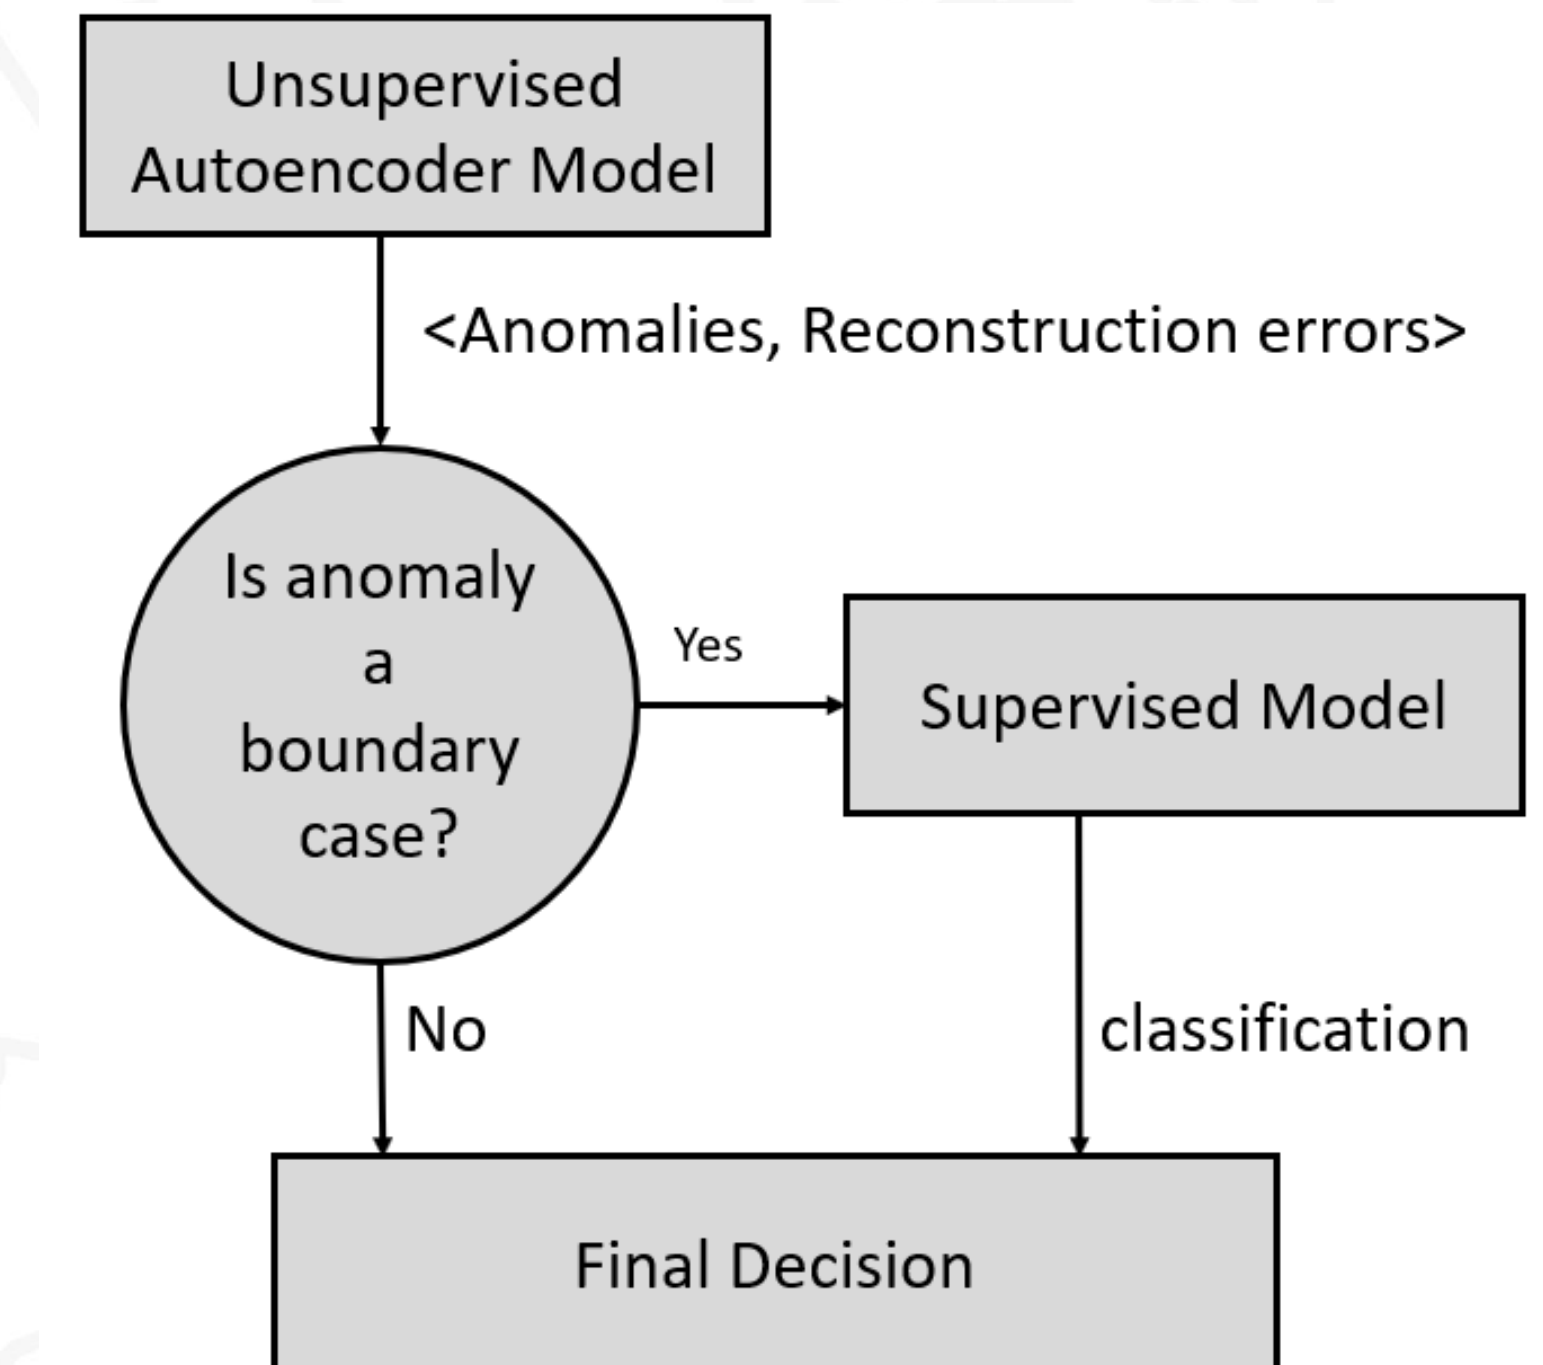 Unsupervised
Autoencoder Model
<Anomalies, Reconstruction errors>
Is anomaly
a
boundary
case?
Yes
Supervised Model
No
classification
Final Decision